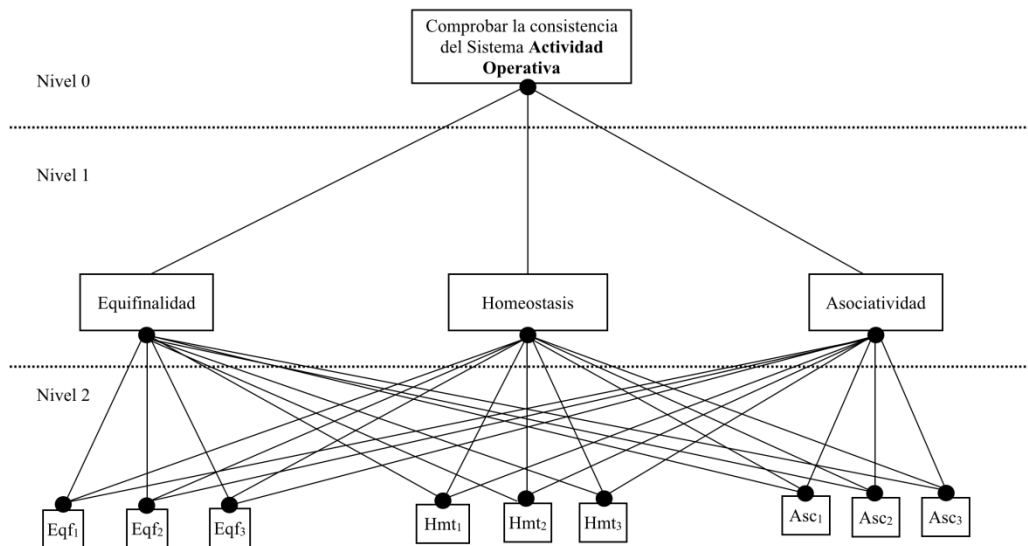 Comprobar la consistencia
del Sistema Actividad
Operativa
Nivel 0
Nivel 1
Equifinalidad
Homeostasis
Asociatividad
Nivel 2
Eqf₁
Eqf₂
Eqf₃
Hmt₁
Hmt₂
Hmt₃
Asc₁
Asc₂
Asc₃